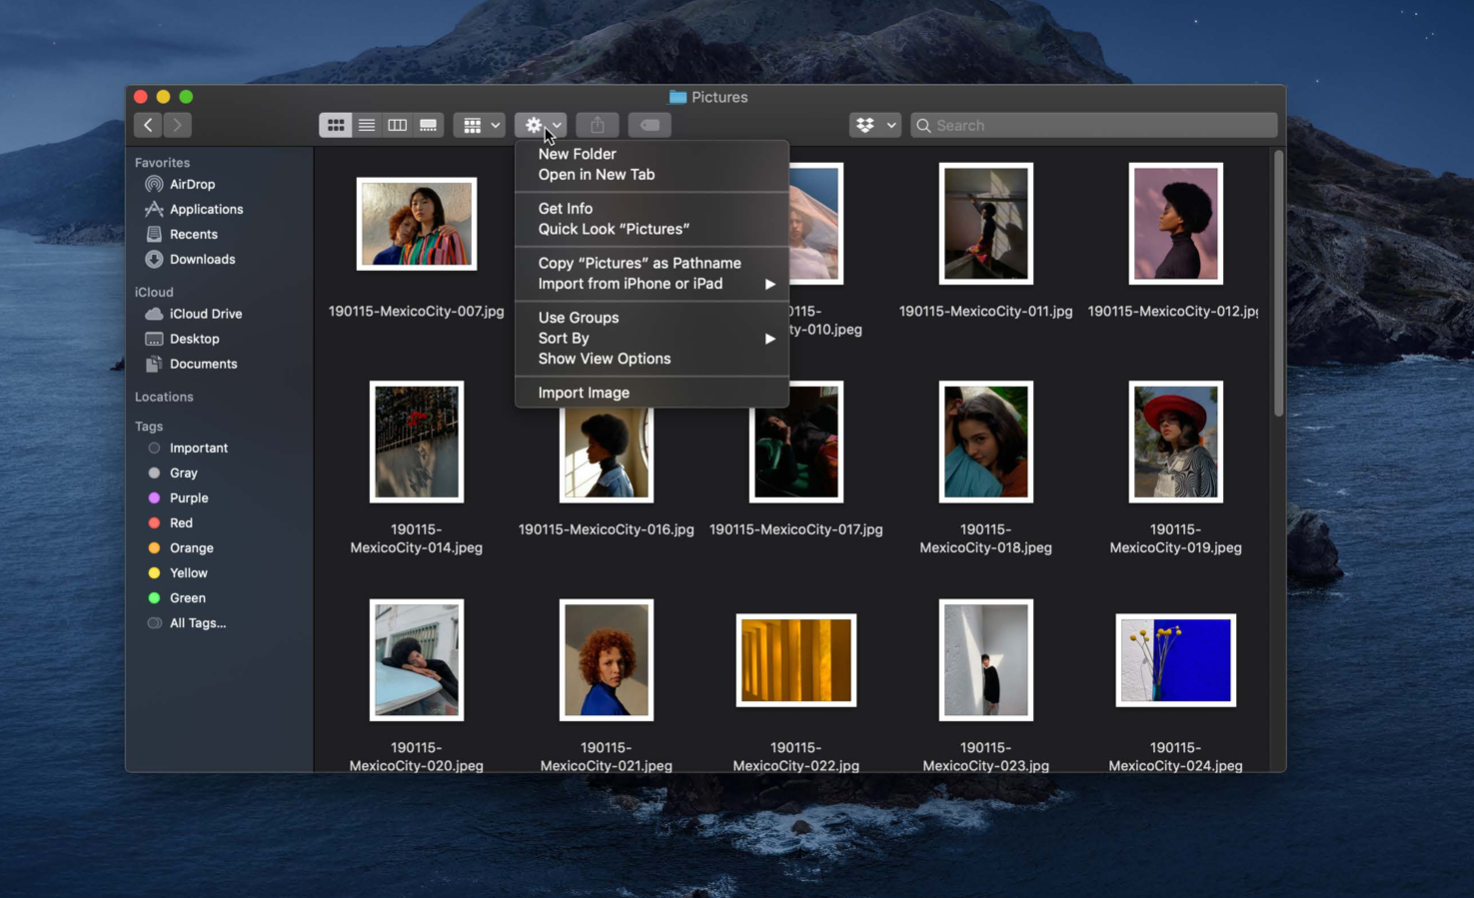 Pictures
Search
Favorites
AirDrop
Applications
Recents
Downloads
iCloud
iCloud Drive
Desktop
Documents
Locations
Tags
Important
Gray
Purple
Red
Orange
Yellow
Green
All Tags...
New Folder
Open in New Tab
Get Info
Quick Look “Pictures”
Copy “Pictures” as Pathname
Import from iPhone or iPad
Use Groups
Sort By
Show View Options
Import Image
190115-MexicoCity-007.jpg
ty-010.jpeg
190115-MexicoCity-011.jpg
190115-MexicoCity-012.jp
190115-
MexicoCity-014.jpeg
190115-MexicoCity-016.jpg
190115-MexicoCity-017.jpg
190115-
MexicoCity-018.jpeg
190115-
MexicoCity-019.jpeg
190115-
MexicoCity-020.jpeg
190115-
MexicoCity-021.jpeg
190115-
MexicoCity-022.jpg
190115-
MexicoCity-023.jpg
190115-
MexicoCity-024.jpeg